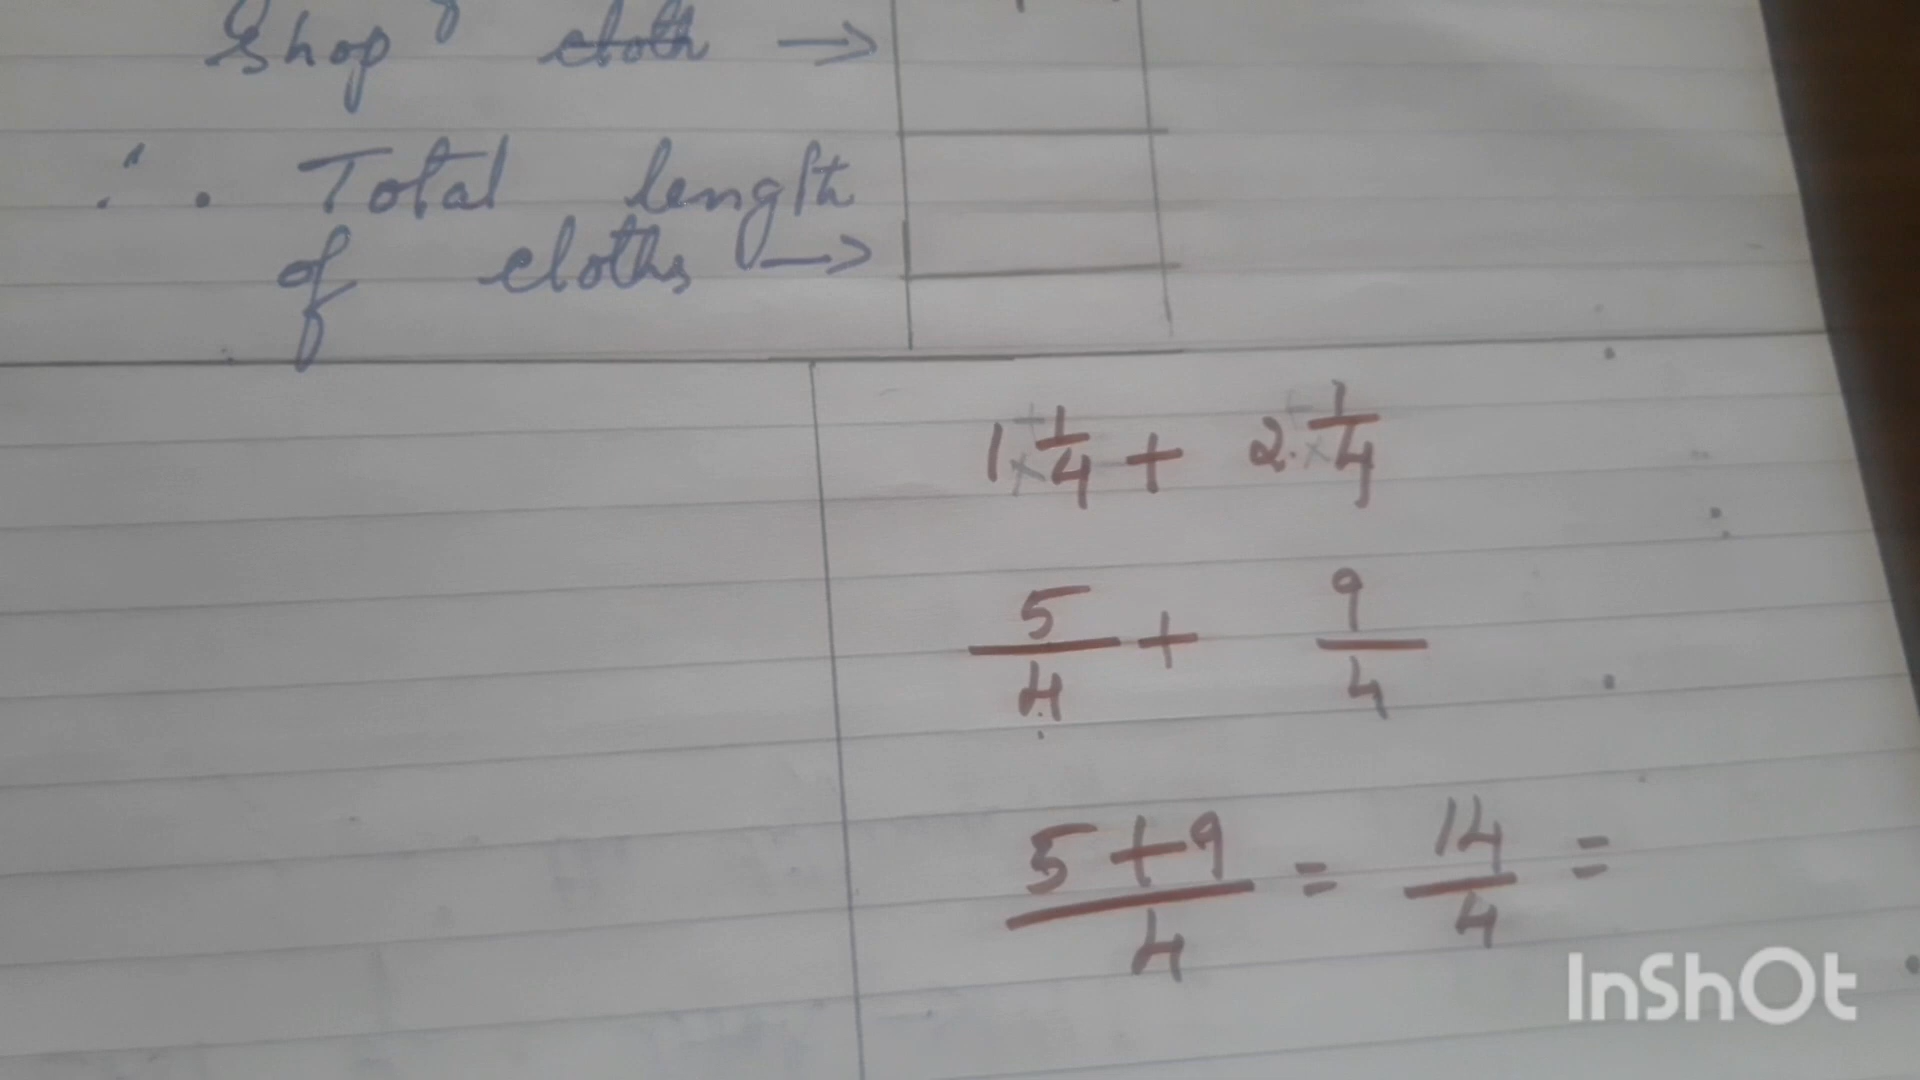 Shop cloth →
∴ Total length
of cloths →
1 1/4 + 2 1/4
5/4 + 9/4
5+9/4 = 14/4 =
InShOt